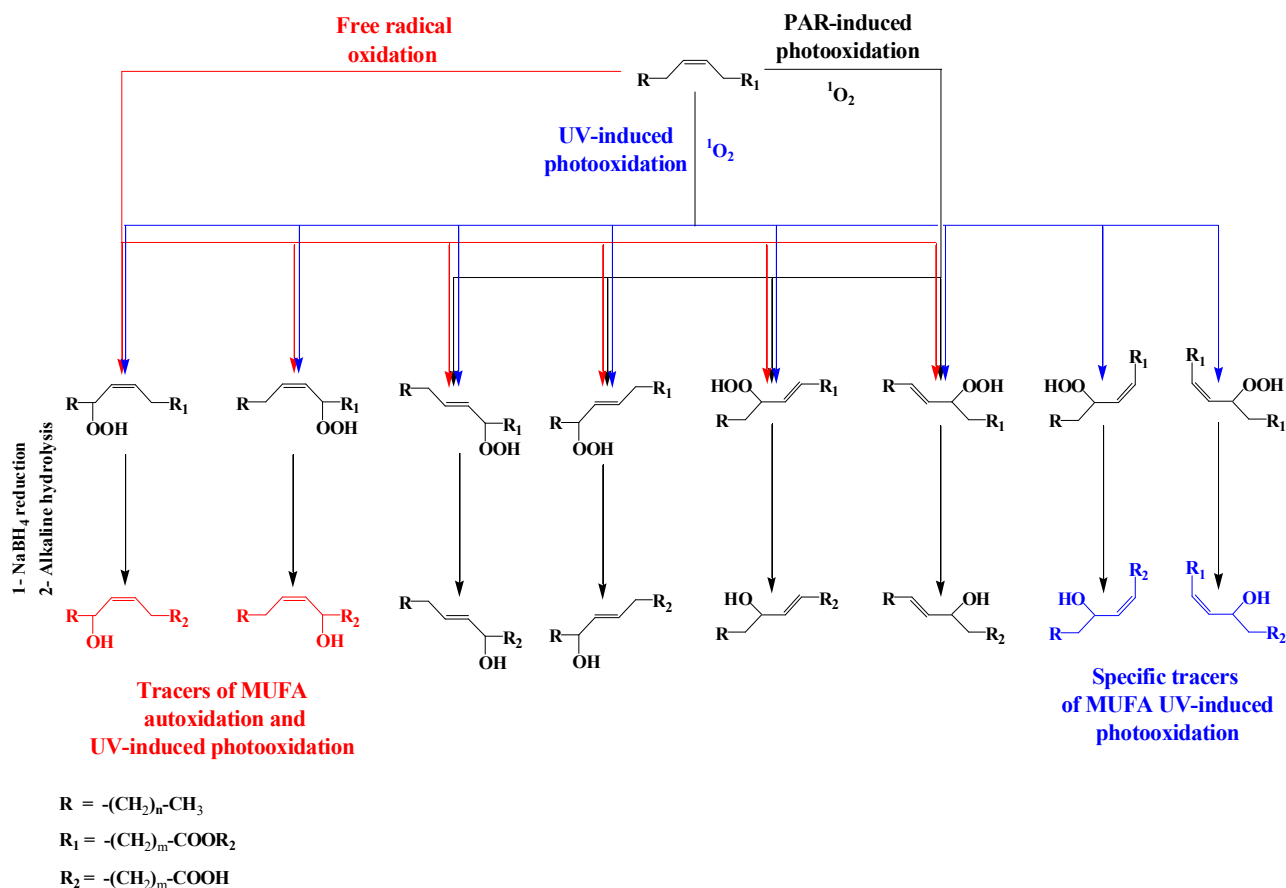 Free radical
oxidation
PAR-induced
photooxidation
R
R₁
¹O₂
UV-induced
photooxidation
¹O₂
R
OOH
R₁
R
OOH
R₁
R
OOH
R₁
R
OOH
R₁
HOO
R
R₁
R
OOH
R₁
HOO
R
R₁
R₁
OOH
R₁
1- NaBH₄ reduction
2- Alkaline hydrolysis
R
OH
R₂
R
OH
R₂
R
OH
R₂
R
OH
R₂
HO
R
R₂
R
OH
R₂
HO
R
R₂
R₁
OH
R₂
Tracers of MUFA
autoxidation and
UV-induced photooxidation
Specific tracers
of MUFA UV-induced
photooxidation
R = -(CH₂)ₙ-CH₃
R₁ = -(CH₂)ₘ-COOR₂
R₂ = -(CH₂)ₘ-COOH